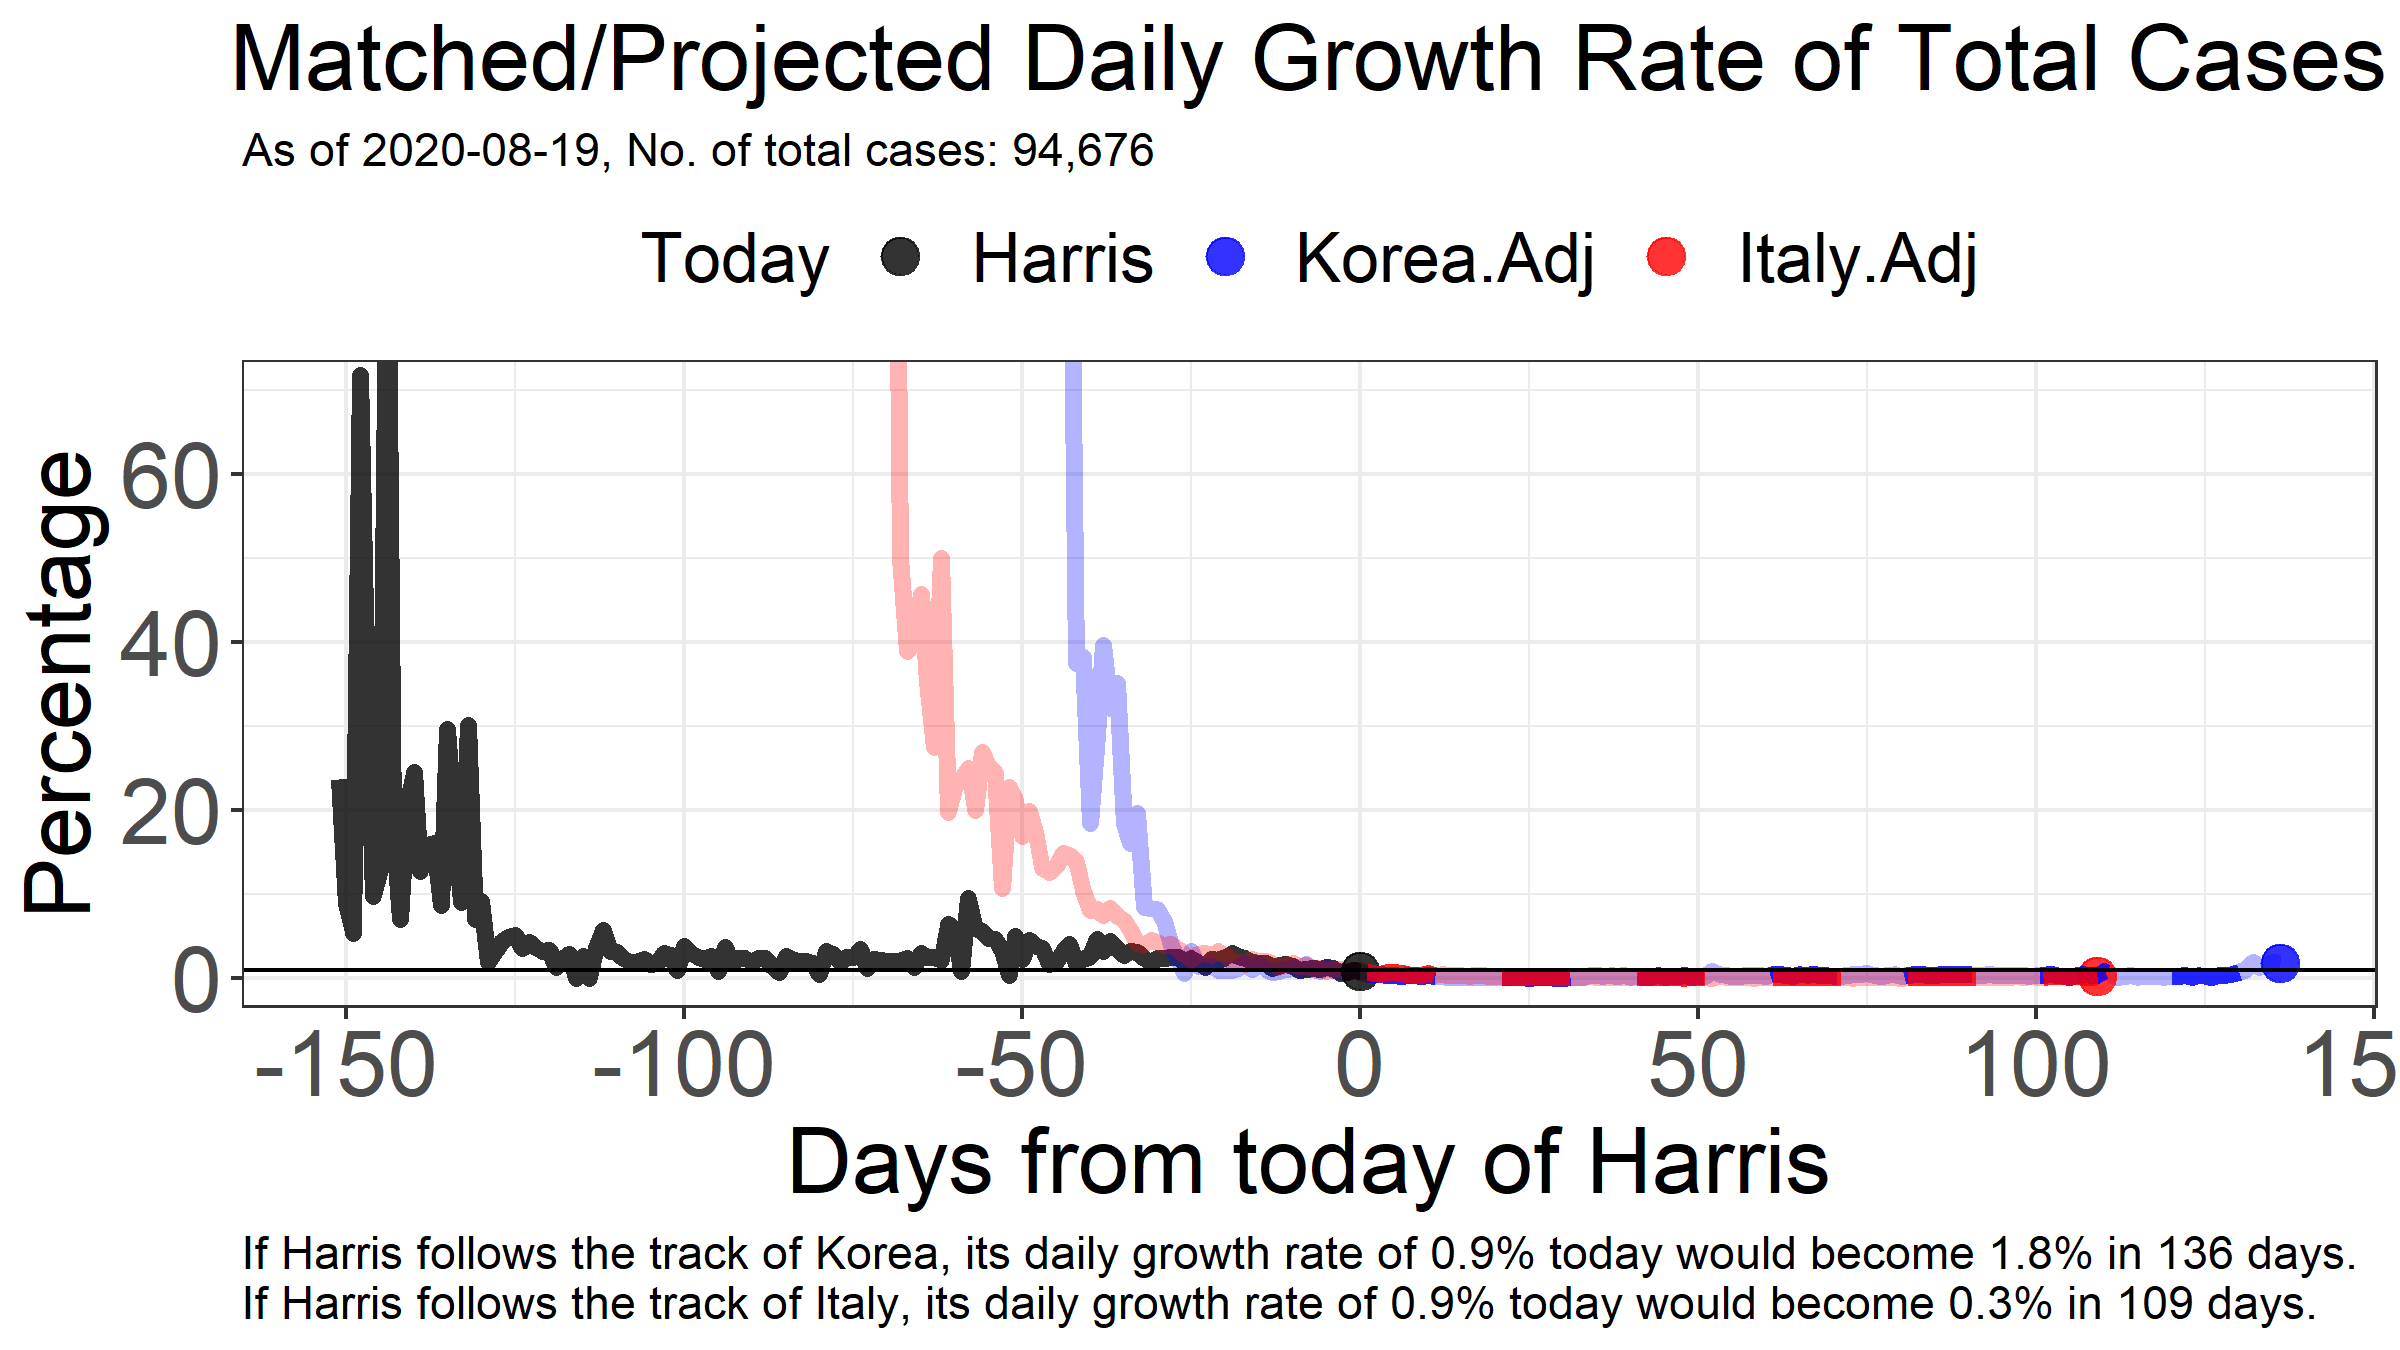 Matched/Projected Daily Growth Rate of Total Cases
As of 2020-08-19, No. of total cases: 94,676
Today Harris Korea.Adj Italy.Adj
Percentage
60
40
20
0
-150 -100 -50 0 50 100 15
Days from today of Harris
If Harris follows the track of Korea, its daily growth rate of 0.9% today would become 1.8% in 136 days.
If Harris follows the track of Italy, its daily growth rate of 0.9% today would become 0.3% in 109 days.